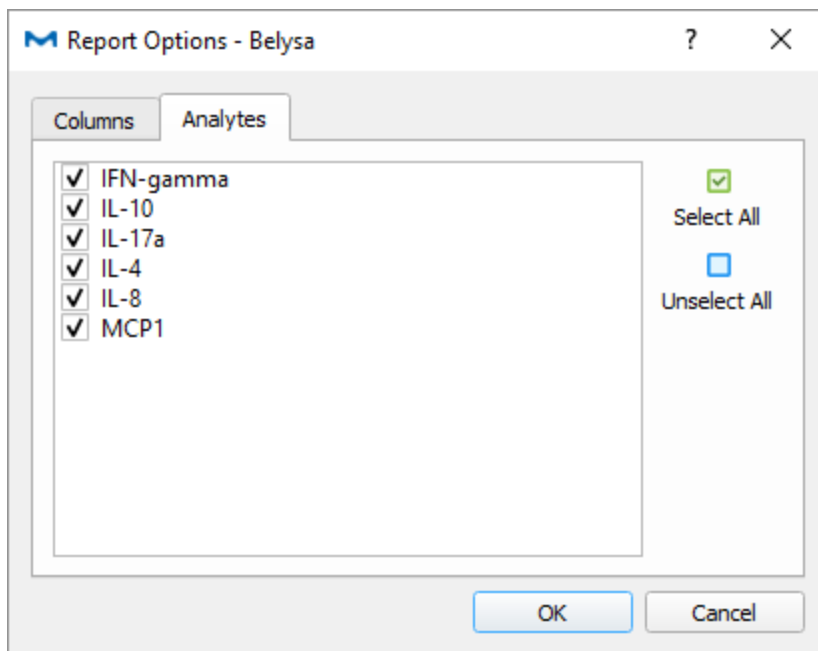 Report Options - Belysa
?
Columns
Analytes
IFN-gamma
IL-10
IL-17a
IL-4
IL-8
MCP1
Select All
Unselect All
OK
Cancel